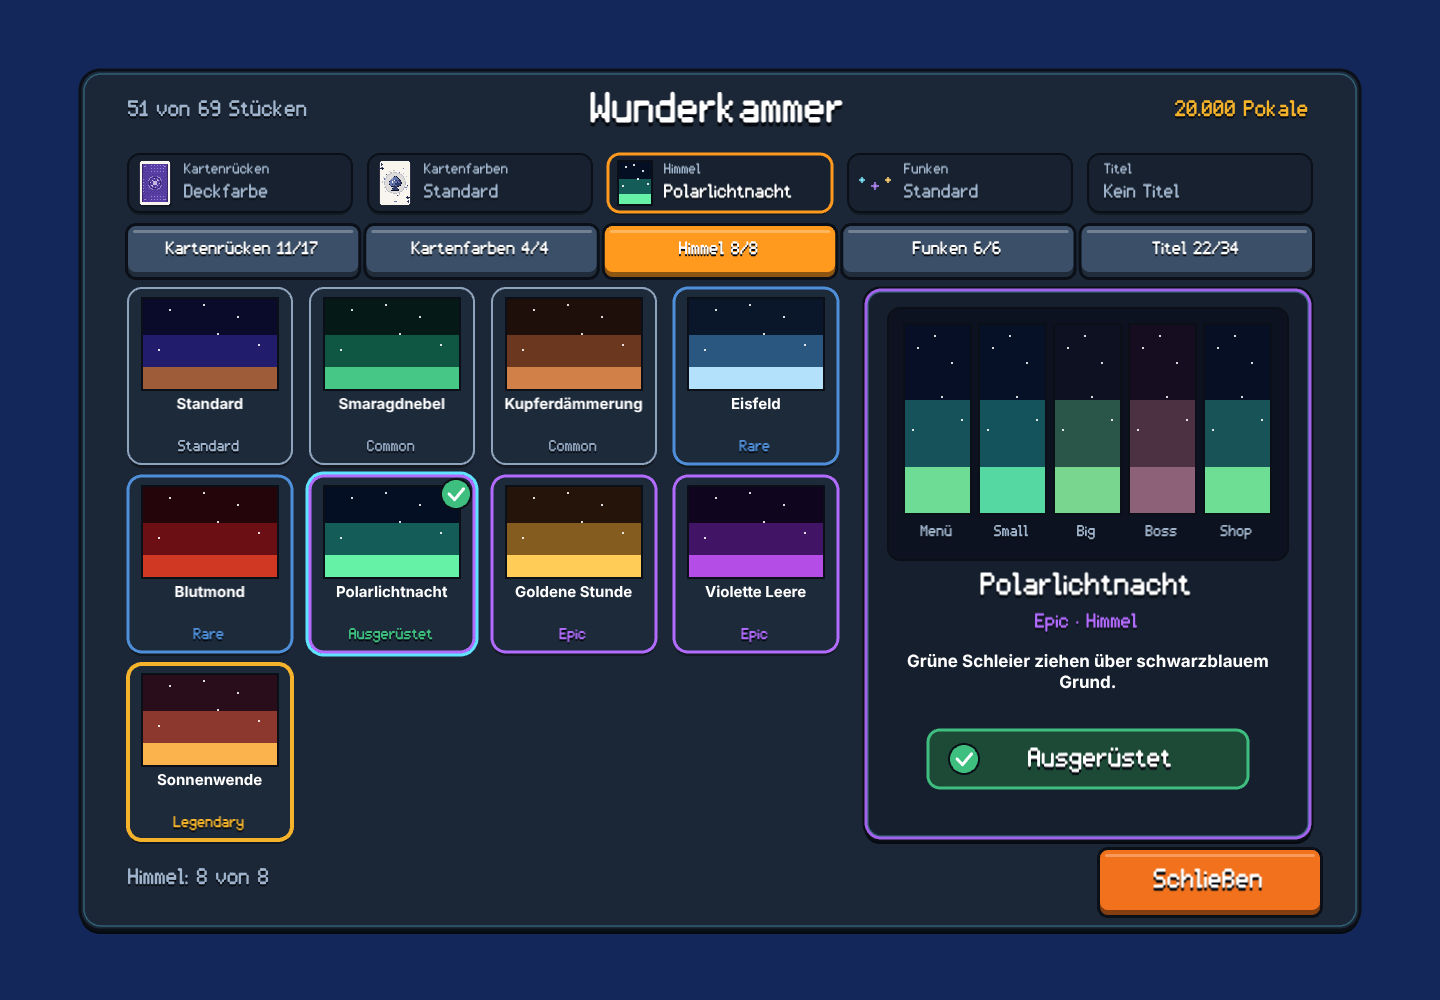 51 von 69 Stücken
Wunderkammer
20.000 Pokale
Kartenrücken
Deckfarbe
Kartenfarben
Standard
Himmel
Polarlichtnacht
Funken
Standard
Titel
Kein Titel
Kartenrücken 11/17
Kartenfarben 4/4
Himmel 8/8
Funken 6/6
Titel 22/34
Standard
Standard
Smaragdnebel
Common
Kupferdämmerung
Common
Eisfeld
Rare
Blutmond
Rare
Polarlichtnacht
Ausgerüstet
Goldene Stunde
Epic
Violette Leere
Epic
Sonnenwende
Legendary
Menü
Small
Big
Boss
Shop
Polarlichtnacht
Epic · Himmel
Grüne Schleier ziehen über schwarzblauem
Grund.
Ausgerüstet
Himmel: 8 von 8
Schließen